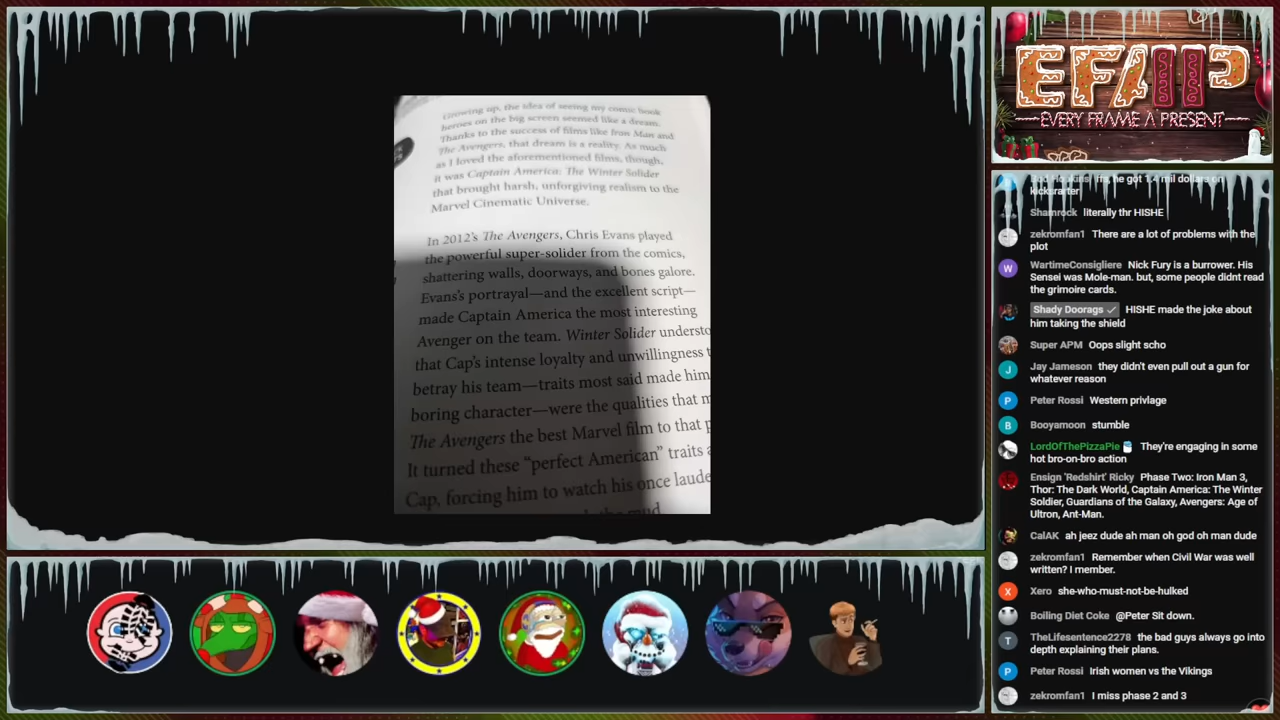 Growing up, the idea of seeing my comic book
heroes on the big screen seemed like a dream.
Thanks to the success of films like Iron Man and
The Avengers, that dream is a reality. As much
as I loved the aforementioned films, though,
it was Captain America: The Winter Solider
that brought harsh, unforgiving realism to the
Marvel Cinematic Universe.
In 2012's The Avengers, Chris Evans played
the powerful super-solider from the comics,
shattering walls, doorways, and bones galore.
Evans's portrayal—and the excellent script—
made Captain America the most interesting
Avenger on the team. Winter Solider understo
that Cap's intense loyalty and unwillingness t
betray his team—traits most said made him
boring character—were the qualities that m
The Avengers the best Marvel film to that p
It turned these "perfect American" traits a
Cap, forcing him to watch his once laude
the mud
EFAP
EVERY FRAME A PRESENT
he got 1.4 mil dollars on
kickstarter
Shamrock literally thr HISHE
zekromfan1 There are a lot of problems with the
plot
WartimeConsigliere Nick Fury is a burrower. His
Sensei was Mole-man. but, some people didnt read
the grimoire cards.
Shady Doorags HISHE made the joke about
him taking the shield
Super APM Oops slight scho
Jay Jameson they didn't even pull out a gun for
whatever reason
Peter Rossi Western privlage
Booyamoon stumble
LordOfThePizzaPie They're engaging in some
hot bro-on-bro action
Ensign 'Redshirt' Ricky Phase Two: Iron Man 3,
Thor: The Dark World, Captain America: The Winter
Soldier, Guardians of the Galaxy, Avengers: Age of
Ultron, Ant-Man.
CalAK ah jeez dude ah man oh god oh man dude
zekromfan1 Remember when Civil War was well
written? I member.
Xero she-who-must-not-be-hulked
Boiling Diet Coke @Peter Sit down.
TheLifesentence2278 the bad guys always go into
depth explaining their plans.
Peter Rossi Irish women vs the Vikings
zekromfan1 I miss phase 2 and 3